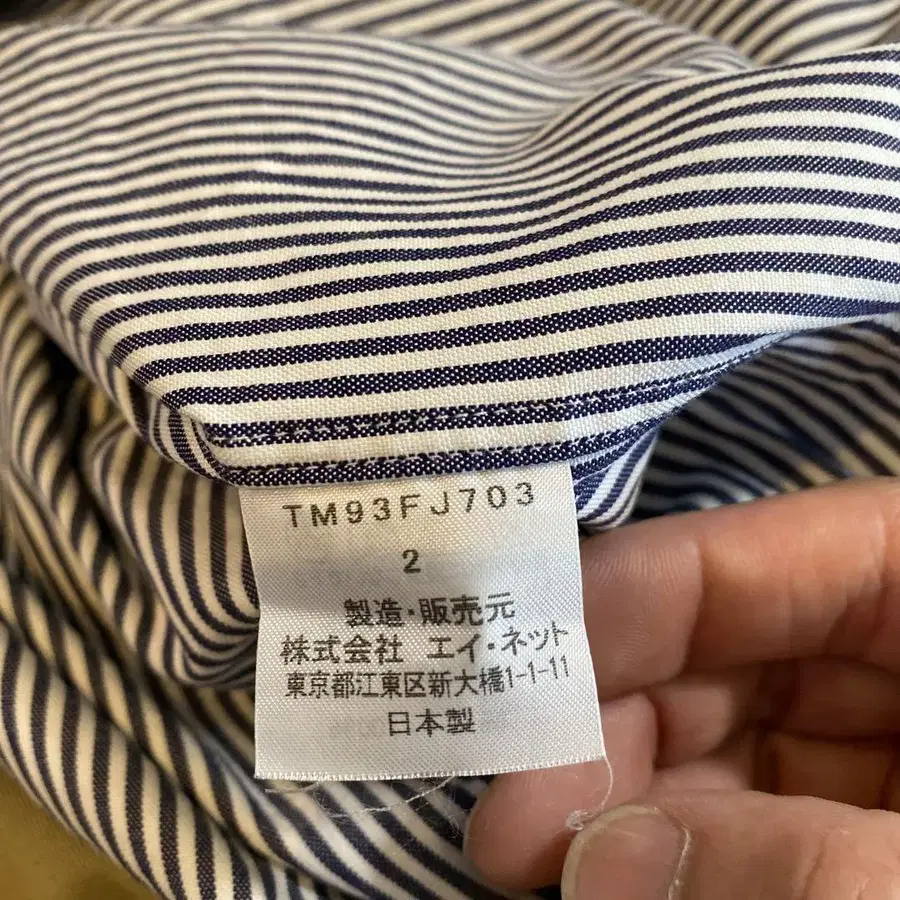 TM93FJ703
2
製造・販売元
株式会社 エイ・ネット
東京都江東区新大橋1-1-11
日本製